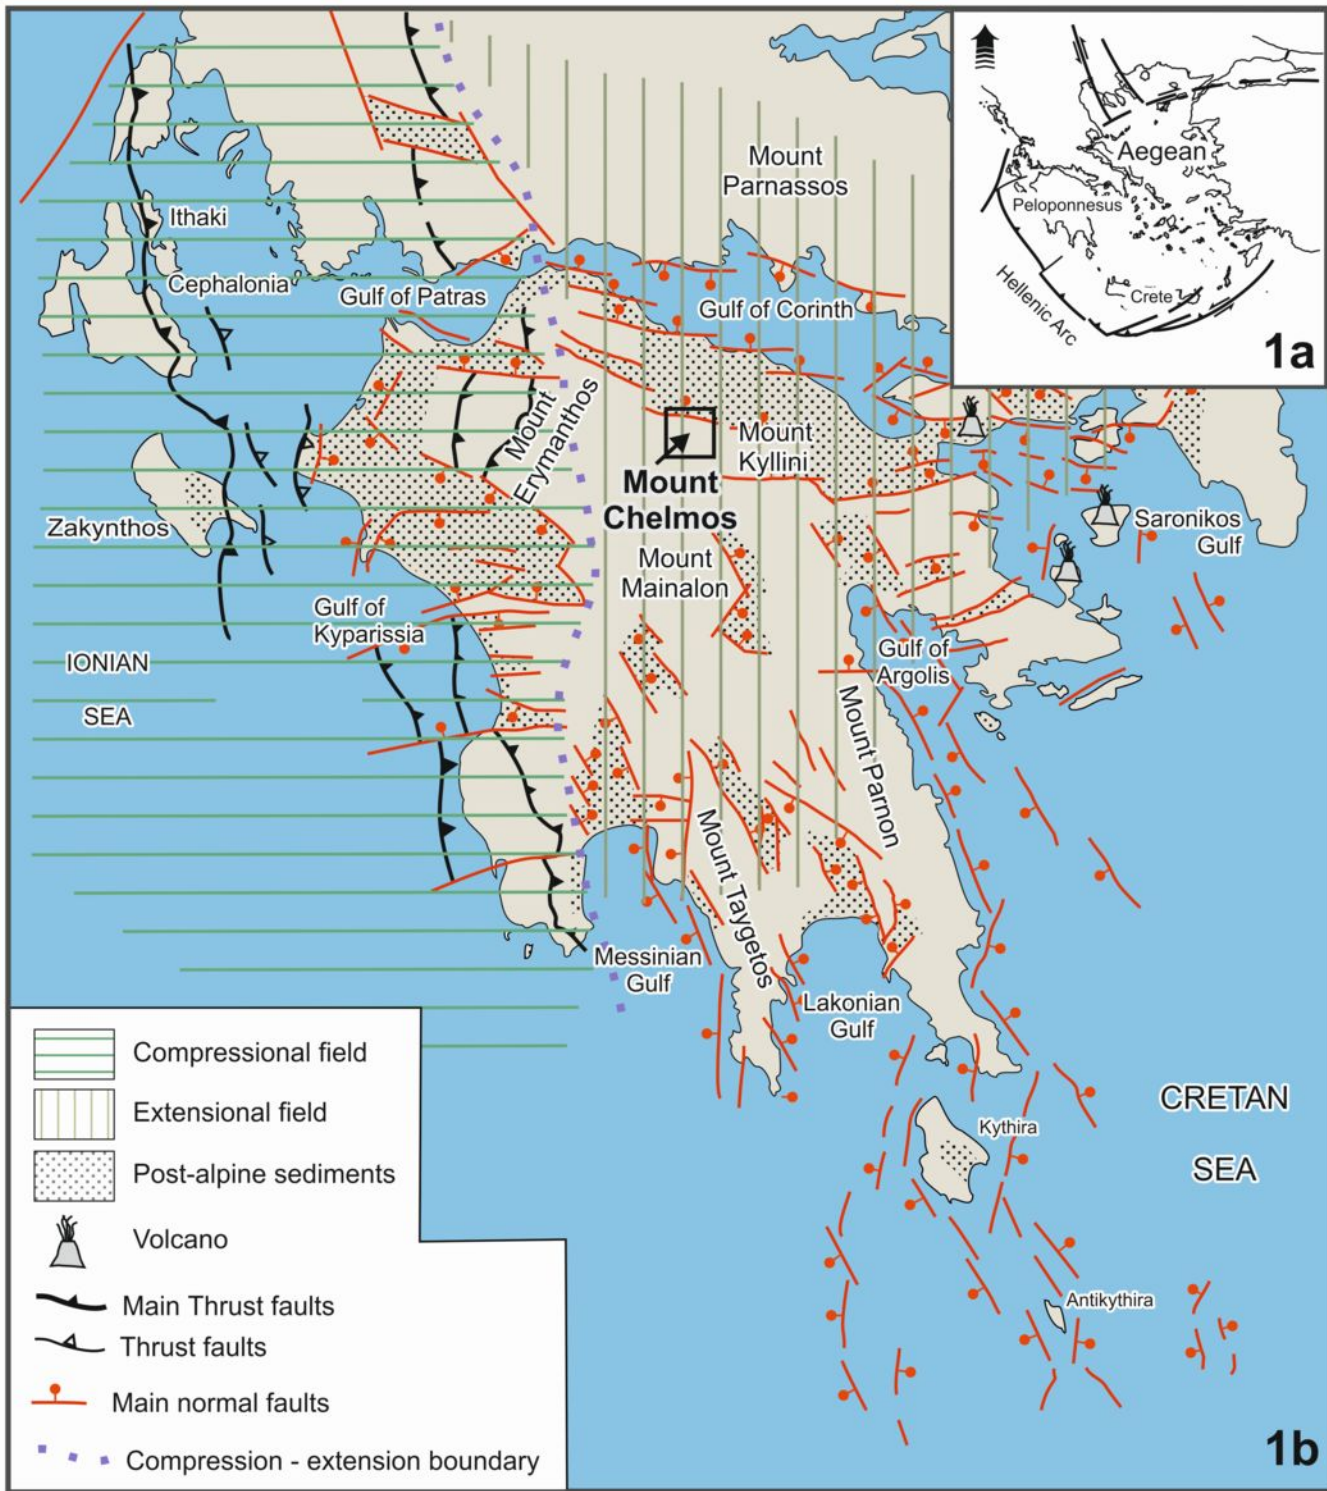 Aegean
Peloponnesus
Hellenic Arc
Crete
1a
Mount
Parnassos
Ithaki
Cephalonia
Gulf of Patras
Gulf of Corinth
Mount
Erymanthos
Mount
Kyllini
Mount
Chelmos
Zakynthos
Saronikos
Gulf
Mount
Mainalon
Gulf of
Kyparissia
Gulf of
Argolis
IONIAN
SEA
Mount Parnon
Mount Taygetos
Messinian
Gulf
Lakonian
Gulf
CRETAN
SEA
Kythira
Antikythira
Compressional field
Extensional field
Post-alpine sediments
Volcano
Main Thrust faults
Thrust faults
Main normal faults
Compression - extension boundary
1b